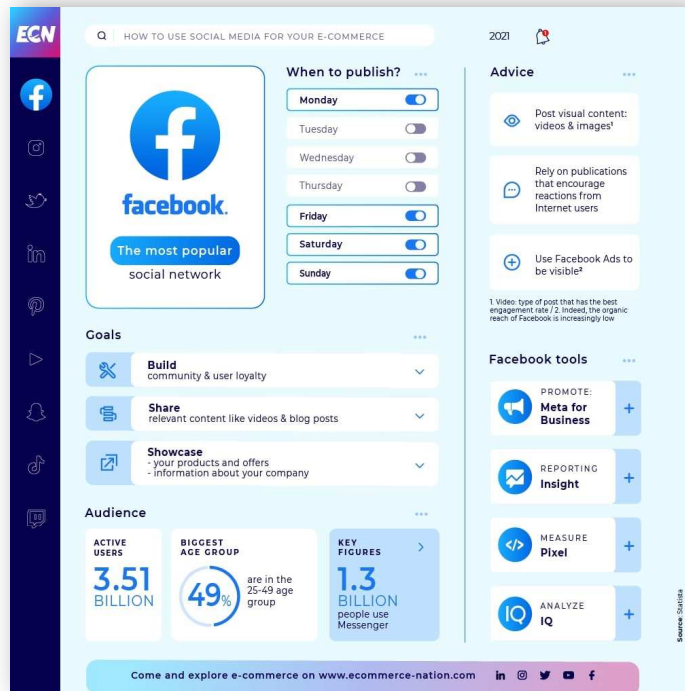 ECN
HOW TO USE SOCIAL MEDIA FOR YOUR E-COMMERCE
2021
facebook.
The most popular
social network
When to publish?
Monday
Tuesday
Wednesday
Thursday
Friday
Saturday
Sunday
Advice
Post visual content:
videos & images¹
Rely on publications
that encourage
reactions from
Internet users
Use Facebook Ads to
be visible²
1. Video: type of post that has the best
engagement rate / 2. Indeed, the organic
reach of Facebook is increasingly low
Goals
Build
community & user loyalty
Share
relevant content like videos & blog posts
Showcase
- your products and offers
- information about your company
Facebook tools
PROMOTE:
Meta for
Business
REPORTING
Insight
MEASURE
Pixel
IQ
ANALYZE
IQ
Audience
ACTIVE
USERS
3.51
BILLION
BIGGEST
AGE GROUP
49%
are in the
25-49 age
group
KEY
FIGURES
1.3
BILLION
people use
Messenger
Source: Statista
Come and explore e-commerce on www.ecommerce-nation.com